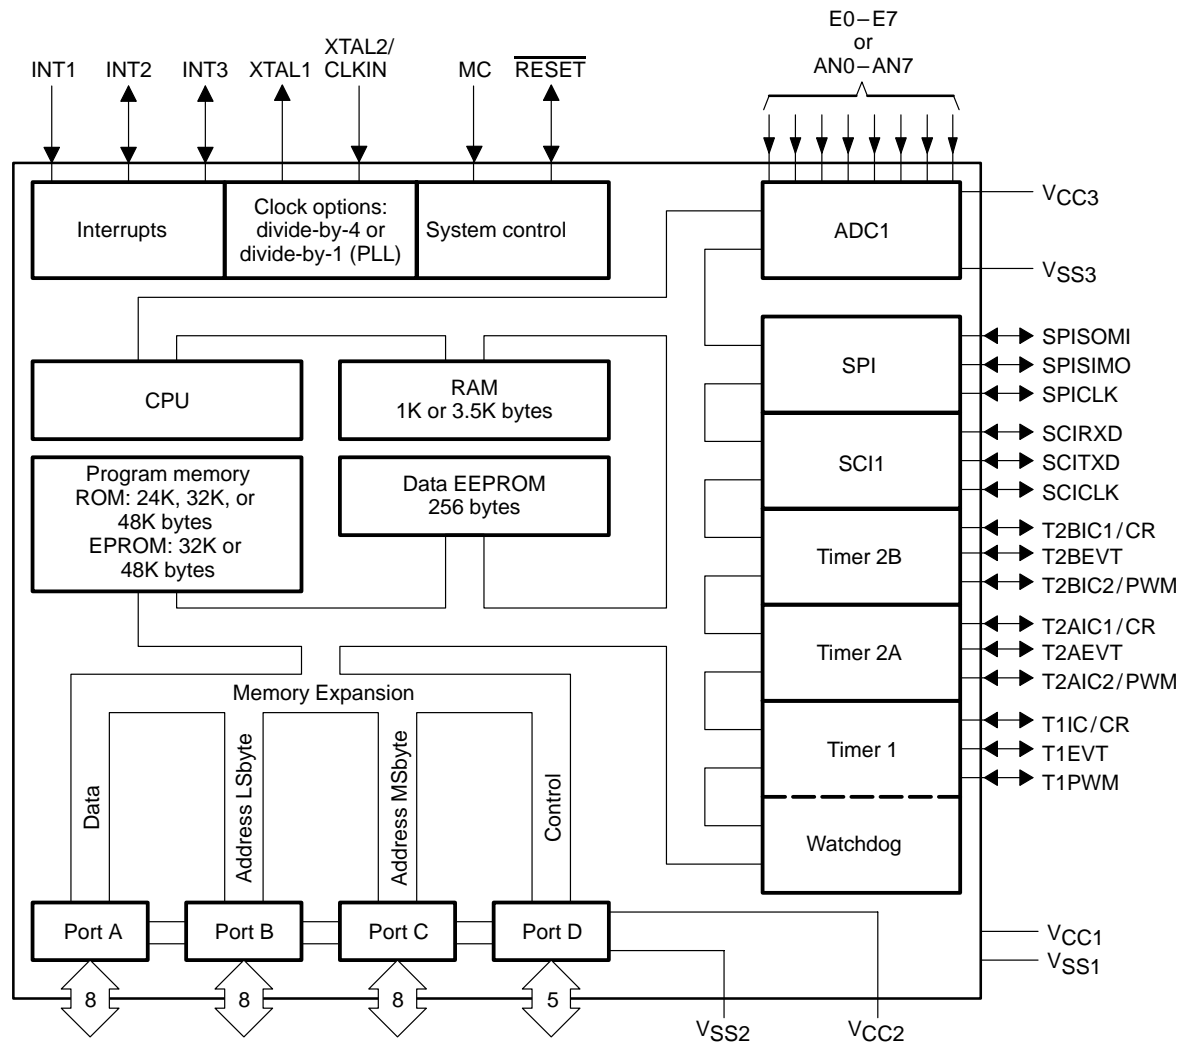 E0–E7
or
AN0–AN7
INT1
INT2
INT3
XTAL1
XTAL2/
CLKIN
MC
RESET
Interrupts
Clock options:
divide-by-4 or
divide-by-1 (PLL)
System control
ADC1
VCC3
VSS3
CPU
RAM
1K or 3.5K bytes
SPI
SPISOMI
SPISIMO
SPICLK
Program memory
ROM: 24K, 32K, or
48K bytes
EPROM: 32K or
48K bytes
Data EEPROM
256 bytes
SCI1
SCIRXD
SCITXD
SCICLK
Timer 2B
T2BIC1/CR
T2BEVT
T2BIC2/PWM
Timer 2A
T2AIC1/CR
T2AEVT
T2AIC2/PWM
Memory Expansion
Data
Address LSbyte
Address MSbyte
Control
Timer 1
T1IC/CR
T1EVT
T1PWM
Watchdog
Port A
Port B
Port C
Port D
VCC1
VSS1
8
8
8
5
VSS2
VCC2